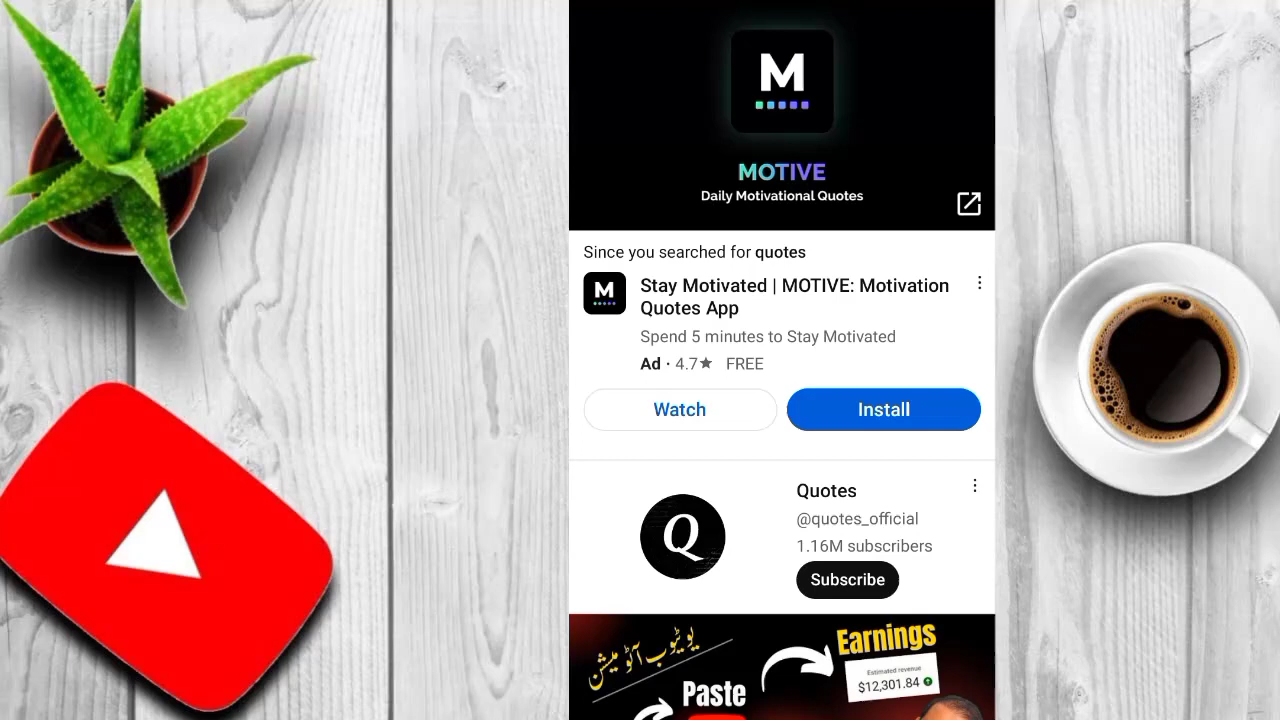 M
MOTIVE
Daily Motivational Quotes
Since you searched for quotes
M
Stay Motivated | MOTIVE: Motivation
Quotes App
Spend 5 minutes to Stay Motivated
Ad · 4.7★ FREE
Watch
Install
Q
Quotes
@quotes_official
1.16M subscribers
Subscribe
یوٹیوب آٹومیشن
Earnings
Estimated revenue
$12,301.84
Paste